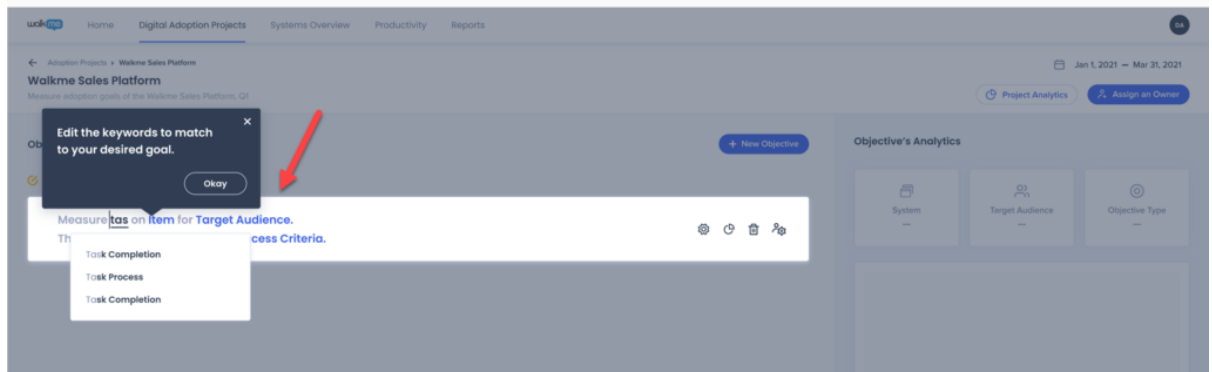 walkme Home Digital Adoption Projects Systems Overview Productivity Reports DA
← Adoption Projects > Walkme Sales Platform
Jan 1, 2021 — Mar 31, 2021
Walkme Sales Platform
Measure adoption goals of the Walkme Sales Platform, Q1
Project Analytics
Assign an Owner
×
Edit the keywords to match
to your desired goal.
Okay
Ob
+ New Objective
Measure tas on Item for Target Audience.
Th cess Criteria.
Task Completion
Task Process
Task Completion
Objective's Analytics
System
—
Target Audience
—
Objective Type
—